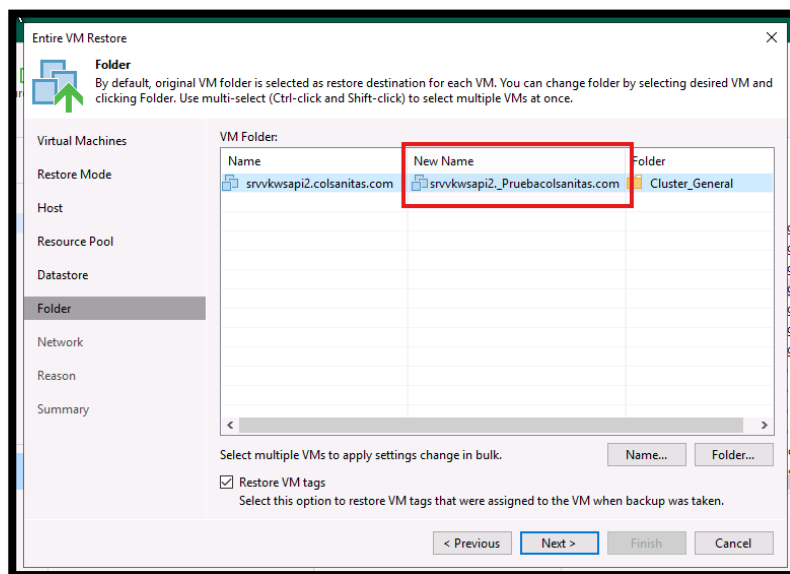 Entire VM Restore
Folder
By default, original VM folder is selected as restore destination for each VM. You can change folder by selecting desired VM and
clicking Folder. Use multi-select (Ctrl-click and Shift-click) to select multiple VMs at once.
Virtual Machines
Restore Mode
Host
Resource Pool
Datastore
Folder
Network
Reason
Summary
VM Folder:
Name New Name Folder
srvvkwsapi2.colsanitas.com srvvkwsapi2._Pruebacolsanitas.com Cluster_General
Select multiple VMs to apply settings change in bulk. Name... Folder...
Restore VM tags
Select this option to restore VM tags that were assigned to the VM when backup was taken.
< Previous Next > Finish Cancel